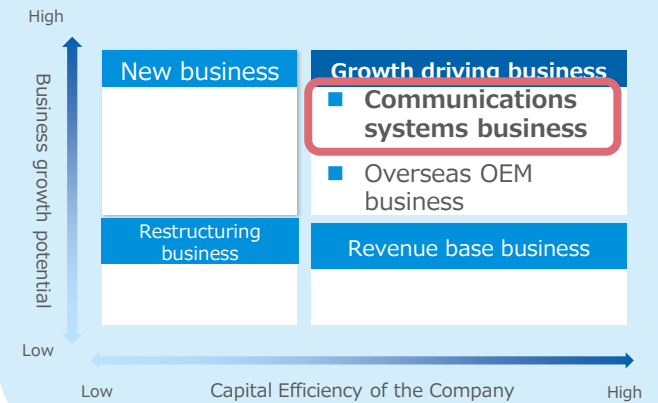 High
Business growth potential
New business
Growth driving business
■ Communications
systems business
■ Overseas OEM
business
Restructuring
business
Revenue base business
Low
Low
Capital Efficiency of the Company
High